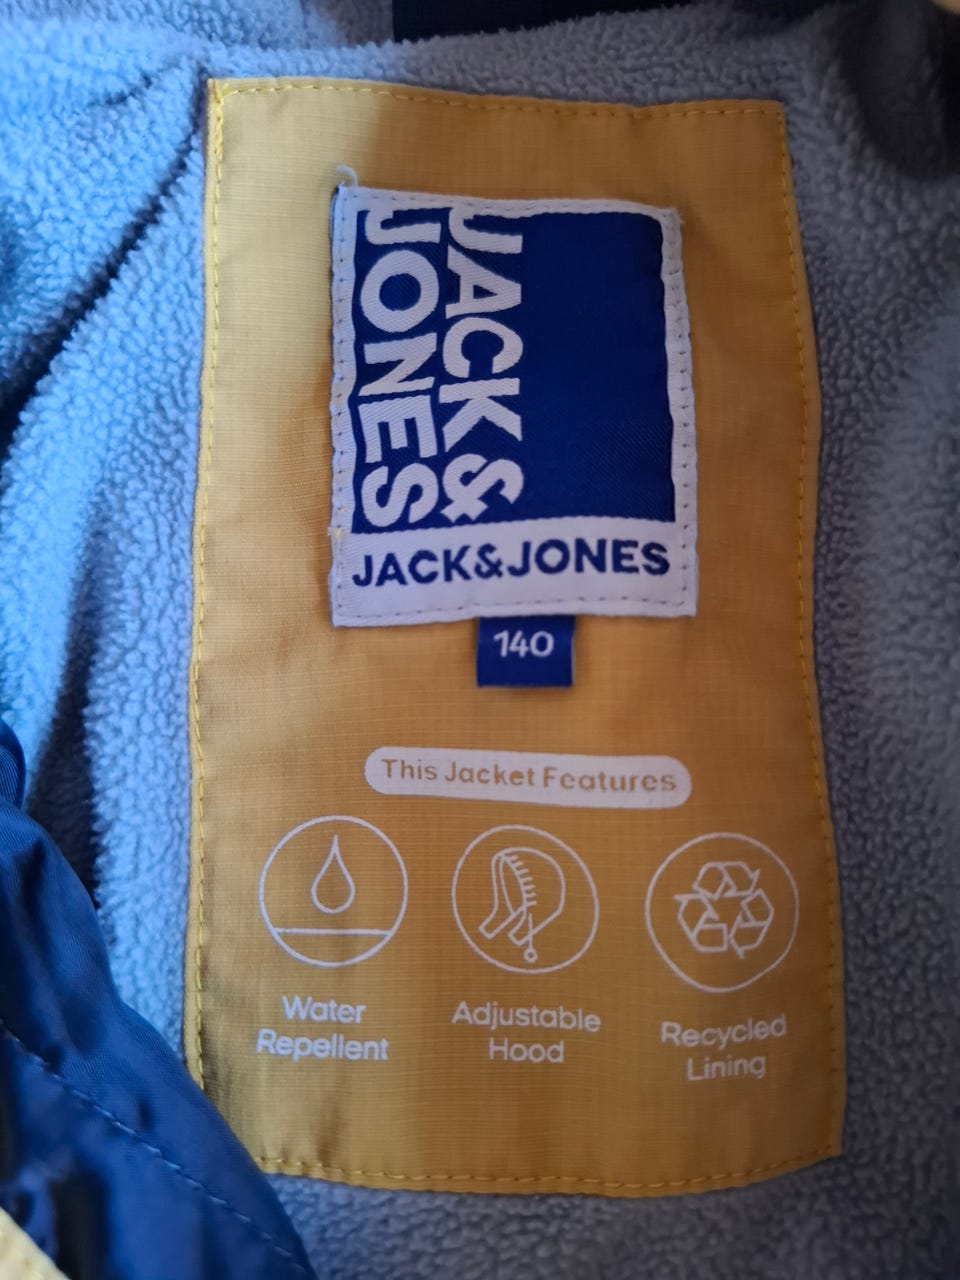 JACK&
JONES
JACK&JONES
140
This Jacket Features
Water
Repellent
Adjustable
Hood
Recycled
Lining